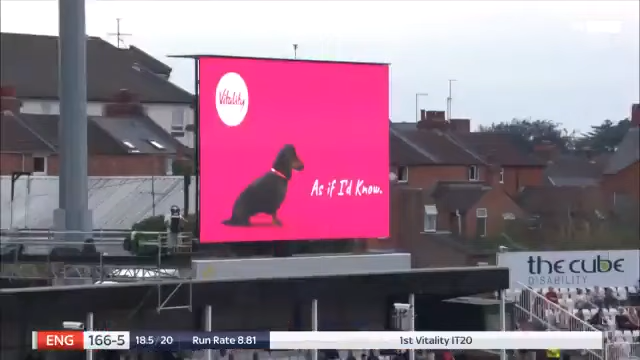 Vitality
As if I'd Know.
the cube
DISABILITY
ENG 166-5 18.5/20 Run Rate 8.81 1st Vitality IT20